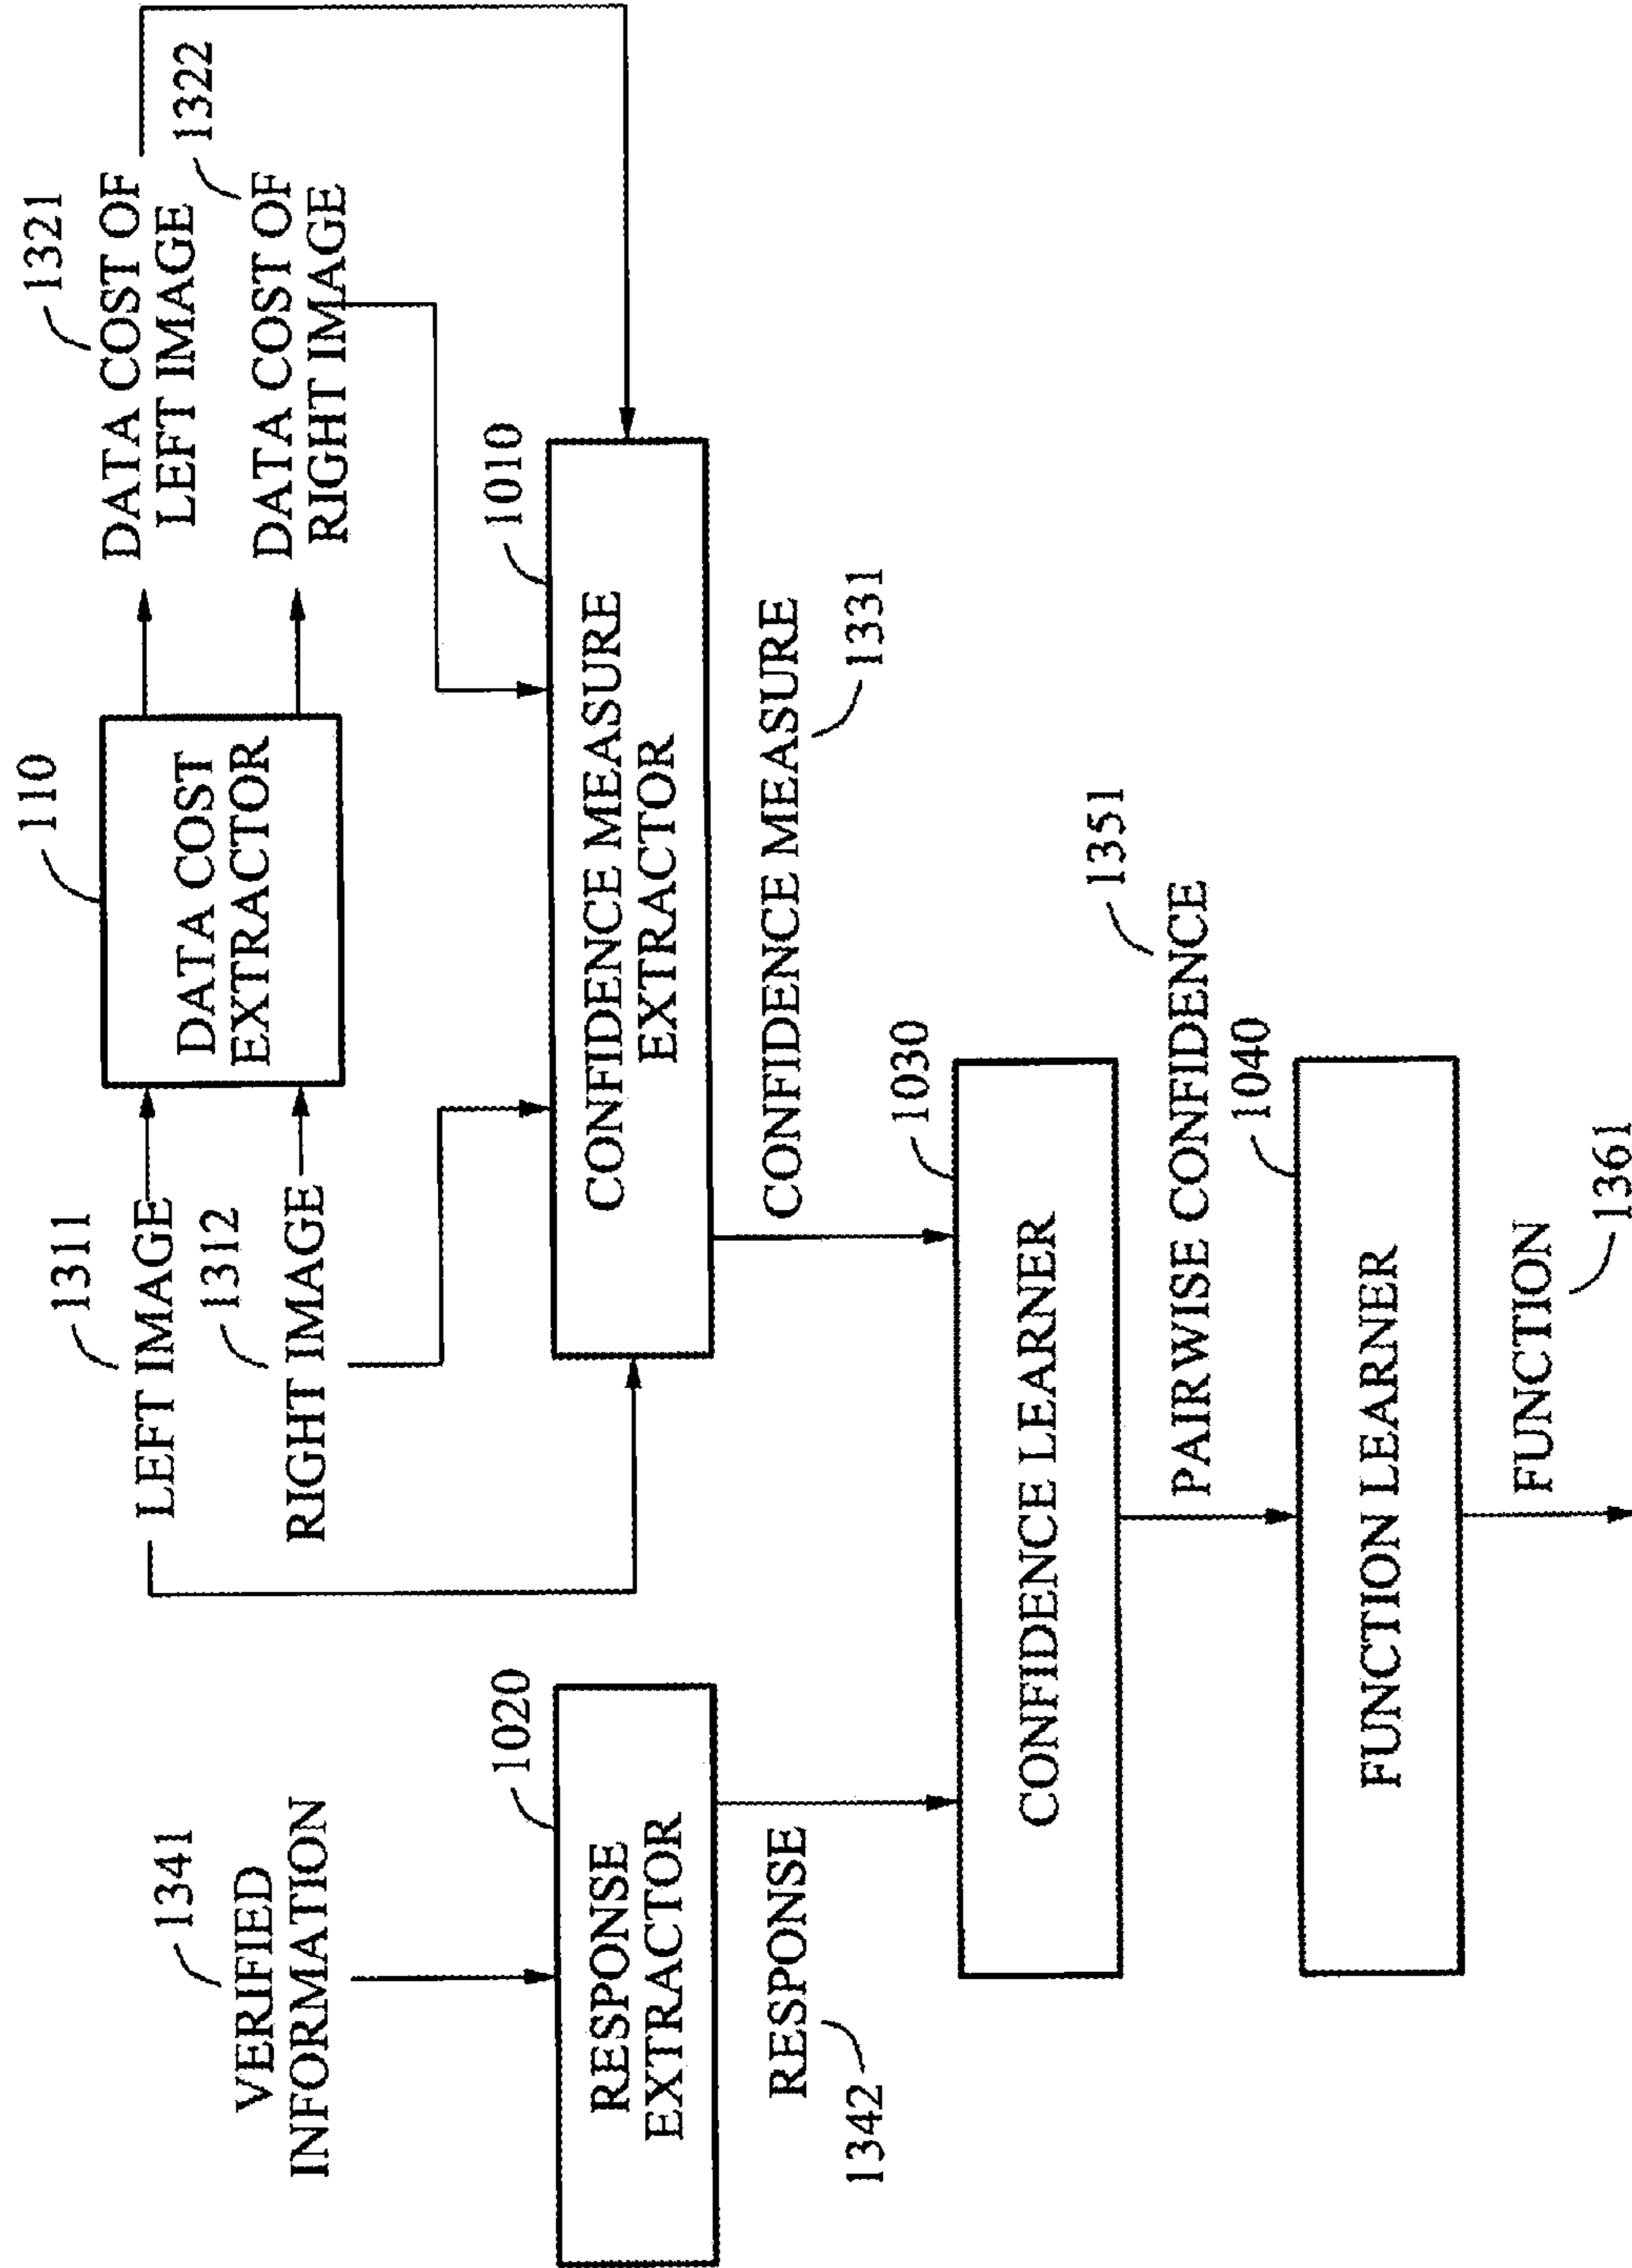 1341
VERIFIED
INFORMATION
1311
LEFT IMAGE
1312
RIGHT IMAGE
110
DATA COST
EXTRACTOR
1321
DATA COST OF
LEFT IMAGE
1322
DATA COST OF
RIGHT IMAGE
1020
RESPONSE
EXTRACTOR
1010
CONFIDENCE MEASURE
EXTRACTOR
RESPONSE
1342
CONFIDENCE MEASURE
1331
1030
CONFIDENCE LEARNER
PAIRWISE CONFIDENCE
1351
1040
FUNCTION LEARNER
FUNCTION
1361